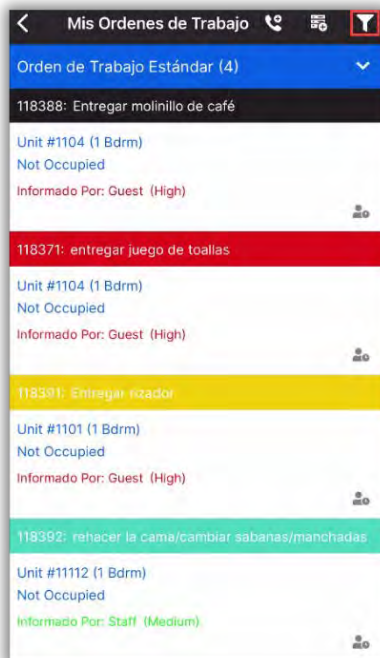 Mis Ordenes de Trabajo
Orden de Trabajo Estándar (4)
118388: Entregar molinillo de café
Unit #1104 (1 Bdrm)
Not Occupied
Informado Por: Guest (High)
118371: entregar juego de toallas
Unit #1104 (1 Bdrm)
Not Occupied
Informado Por: Guest (High)
118391: Entregar rizador
Unit #1101 (1 Bdrm)
Not Occupied
Informado Por: Guest (High)
118392: rehacer la cama/cambiar sabanas/manchadas
Unit #11112 (1 Bdrm)
Not Occupied
Informado Por: Staff (Medium)